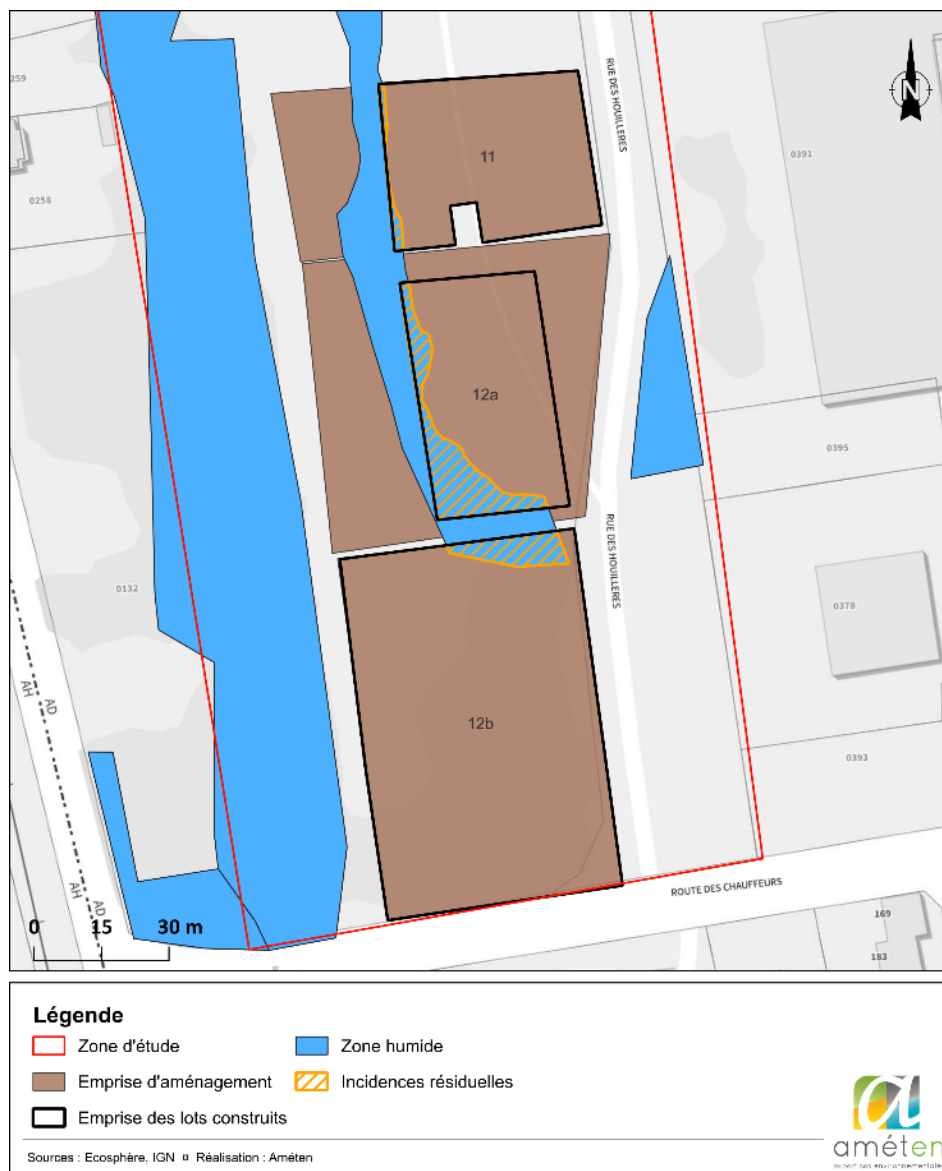 N
RUE DES HOUILLERES
259
0391
11
0258
12a
0395
RUE DES HOUILLERES
0132
0378
AD
AH
12b
0393
ROUTE DES CHAUFFEURS
AD
AH
169
183
0 15 30 m
Légende
Zone d'étude
Zone humide
Emprise d'aménagement
Incidences résiduelles
Emprise des lots construits
améten
Sources : Ecosphère, IGN ¤ Réalisation : Améten